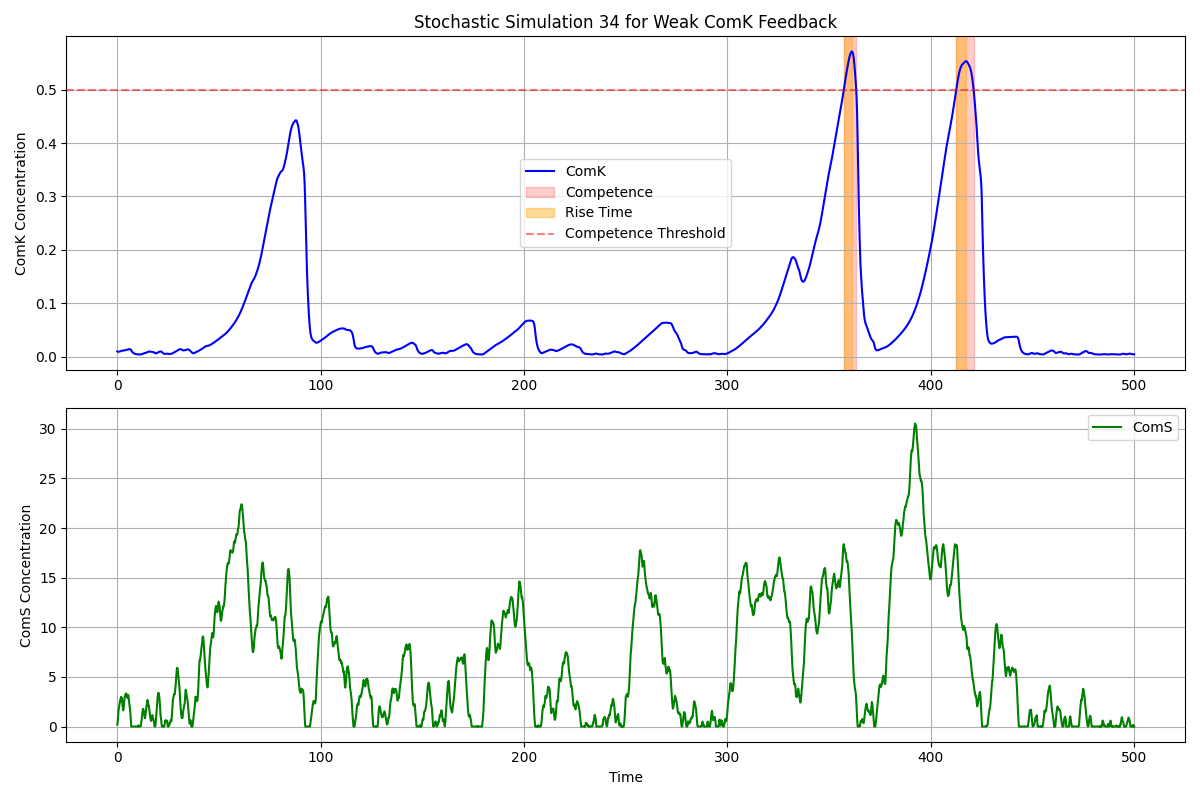 Stochastic Simulation 34 for Weak ComK Feedback
ComK Concentration
0.5
0.4
0.3
0.2
0.1
0.0
ComK
Competence
Rise Time
Competence Threshold
0 100 200 300 400 500
ComS Concentration
30
25
20
15
10
5
0
ComS
0 100 200 300 400 500
Time